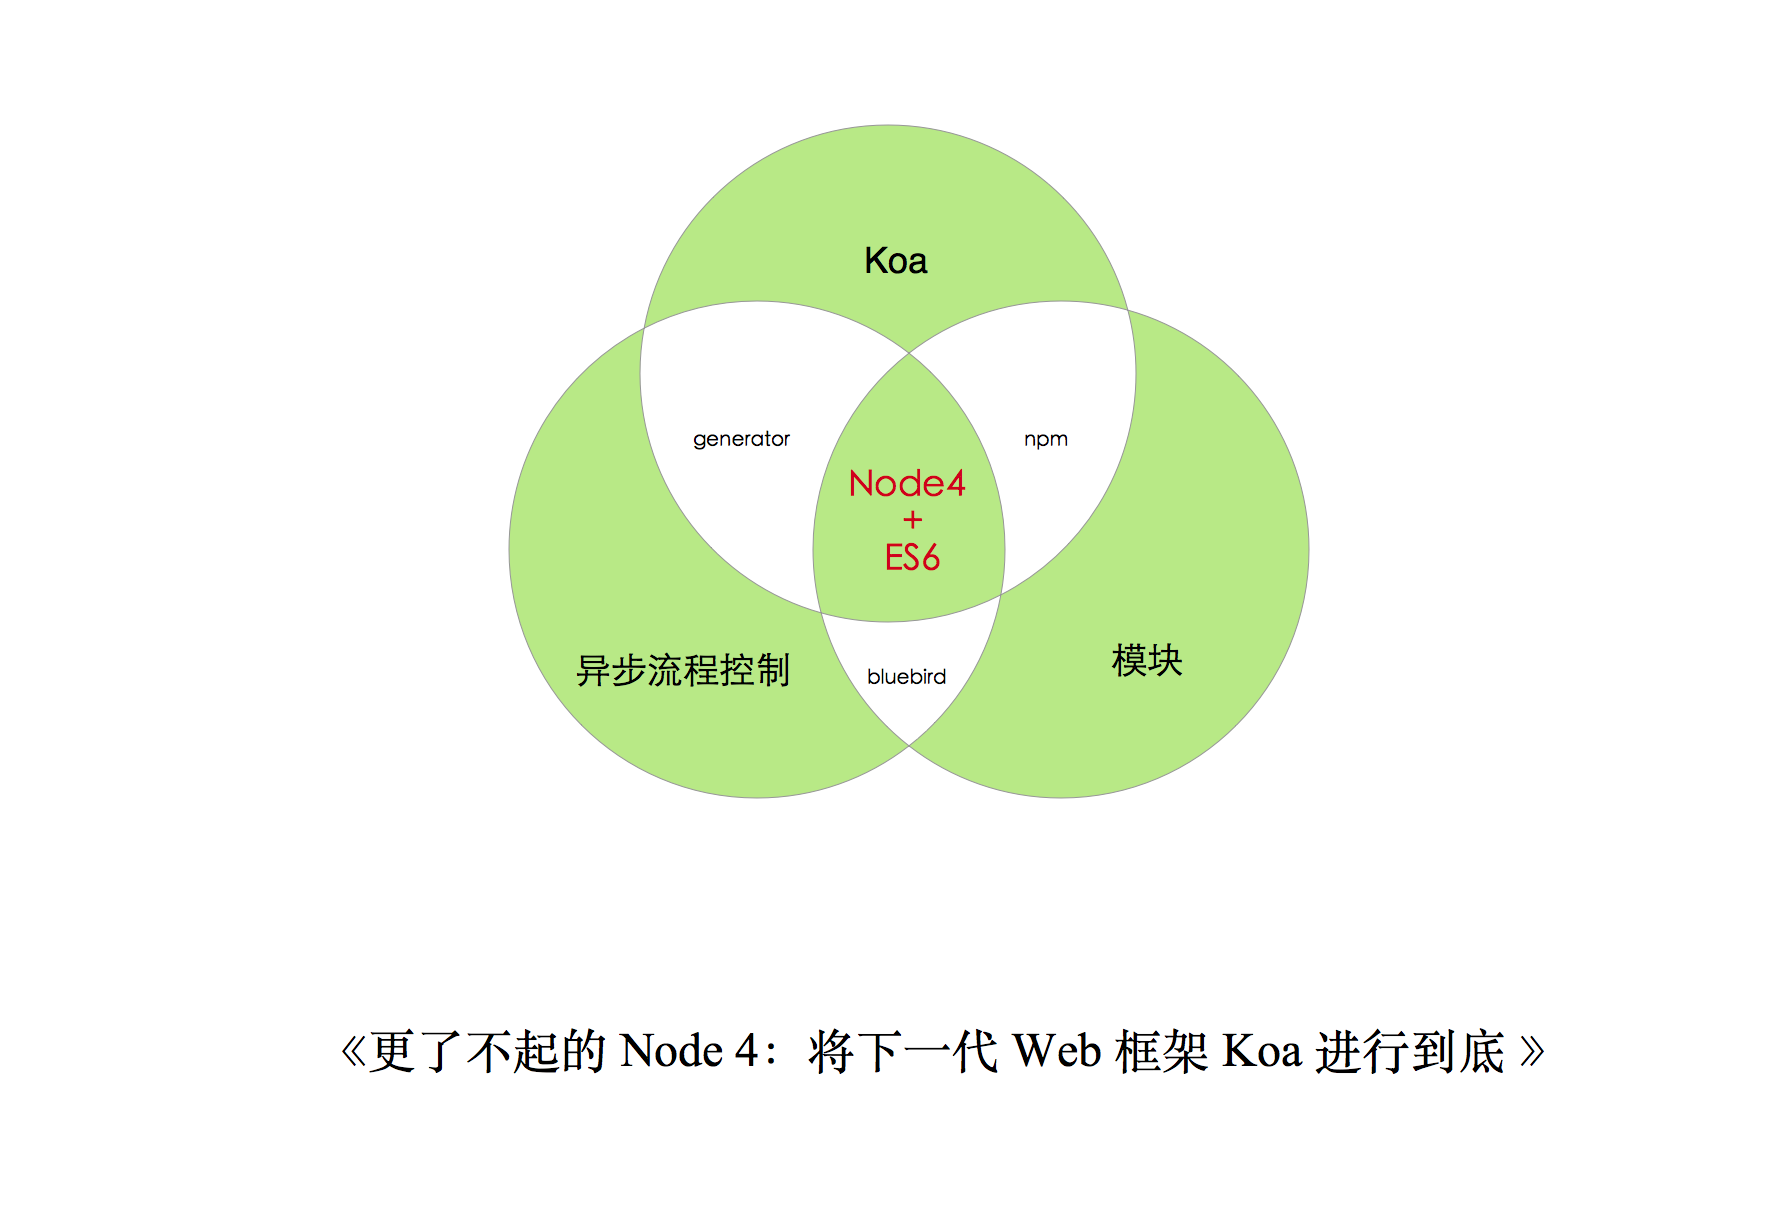 Koa
generator
npm
Node4
+
ES6
异步流程控制
模块
bluebird
《更了不起的 Node 4：将下一代 Web 框架 Koa 进行到底 》